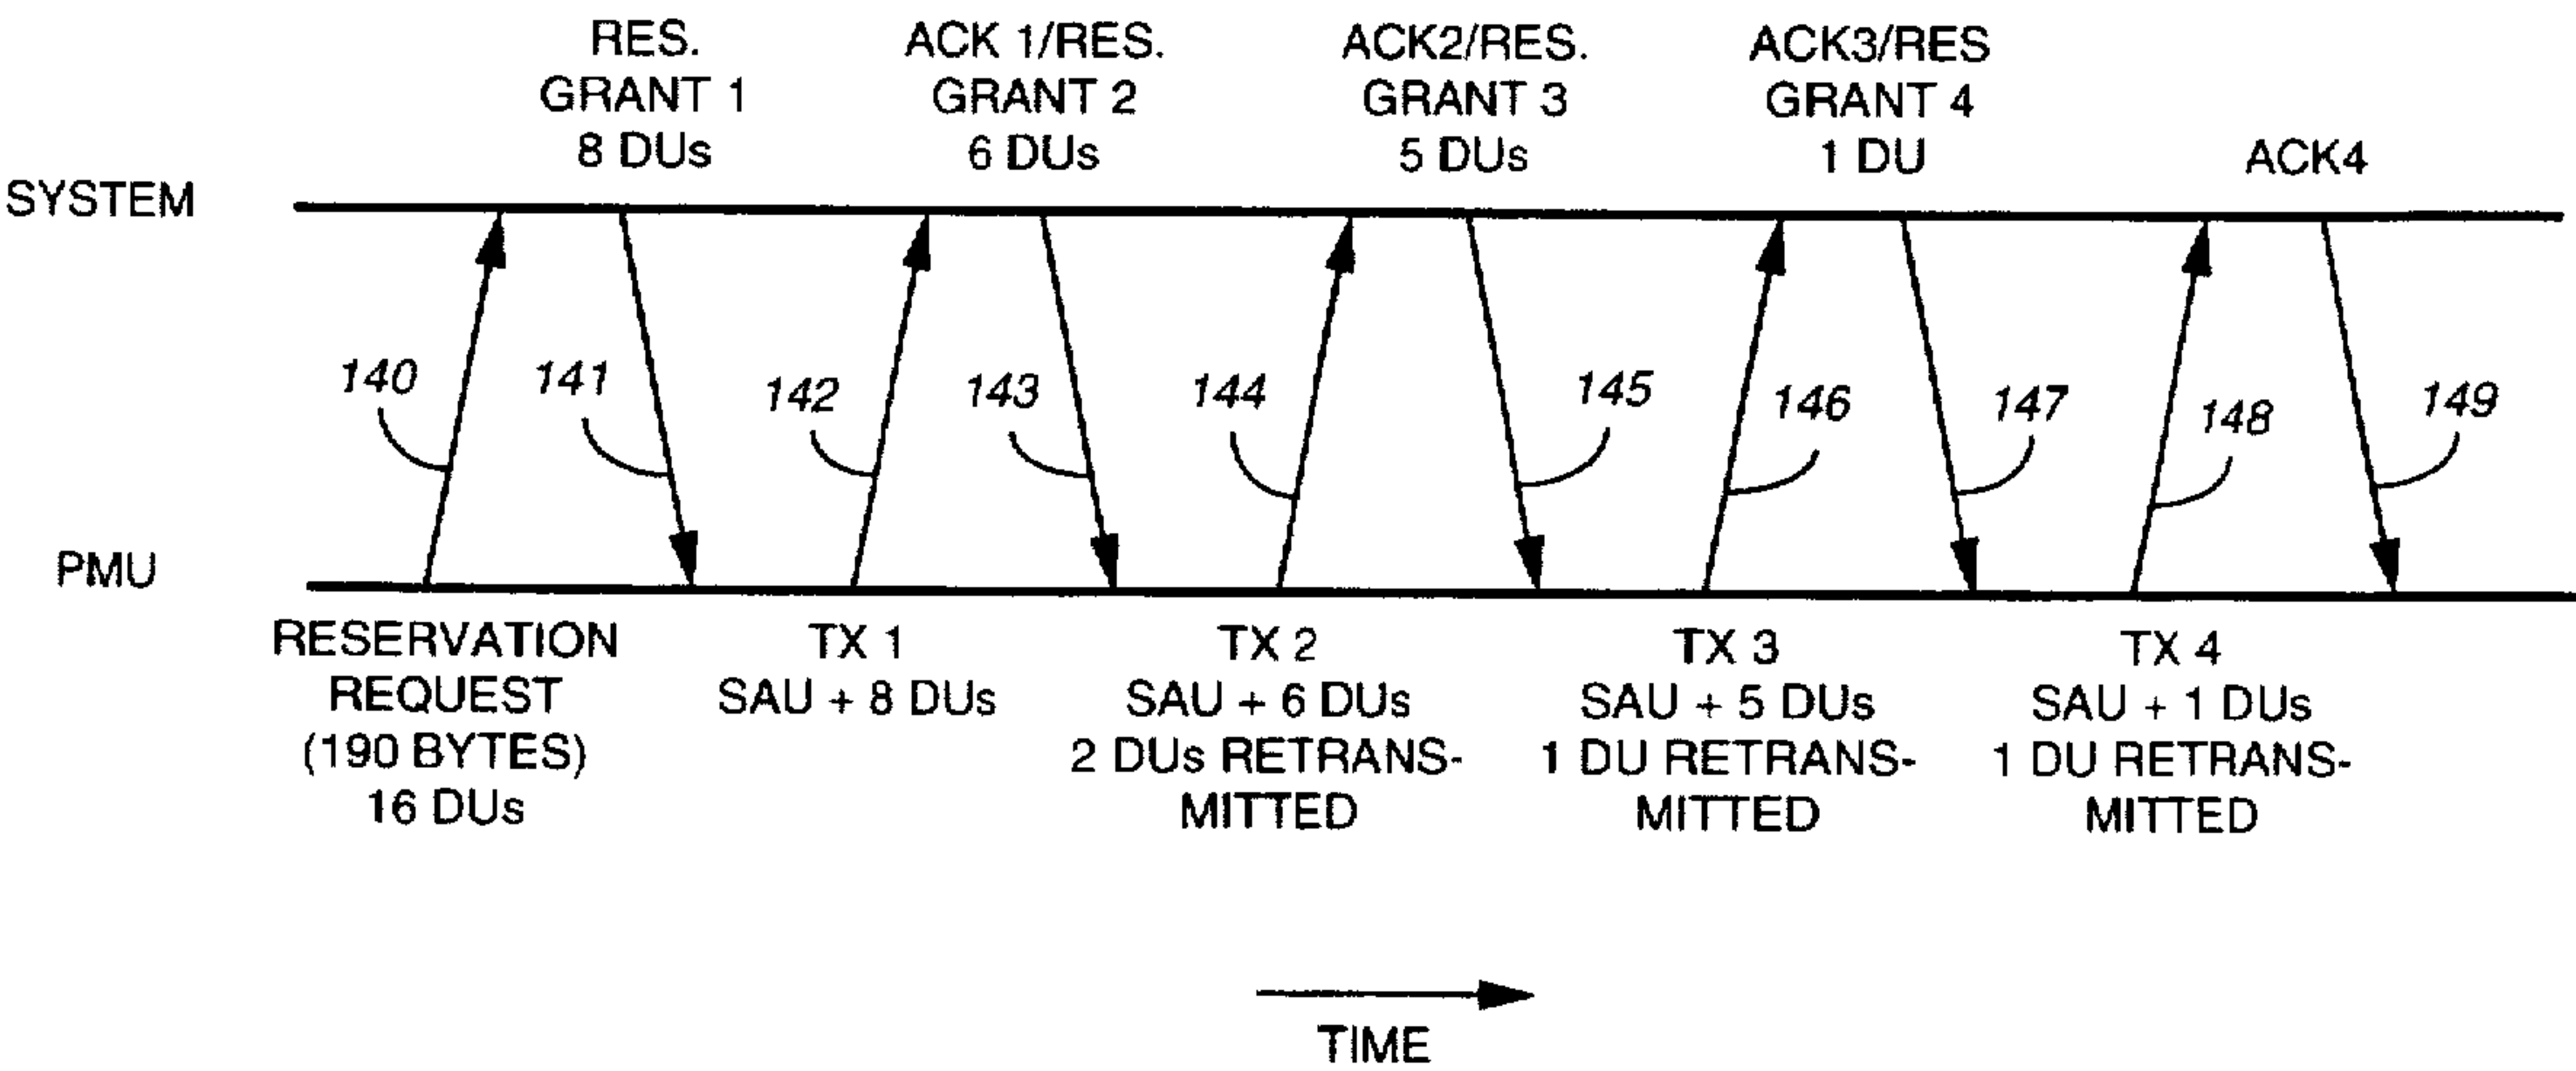 RES.
GRANT 1
8 DUs
ACK 1/RES.
GRANT 2
6 DUs
ACK2/RES.
GRANT 3
5 DUs
ACK3/RES
GRANT 4
1 DU
ACK4
SYSTEM
140
141
142
143
144
145
146
147
148
149
PMU
RESERVATION
REQUEST
(190 BYTES)
16 DUs
TX 1
SAU + 8 DUs
TX 2
SAU + 6 DUs
2 DUs RETRANS-
MITTED
TX 3
SAU + 5 DUs
1 DU RETRANS-
MITTED
TX 4
SAU + 1 DUs
1 DU RETRANS-
MITTED
TIME